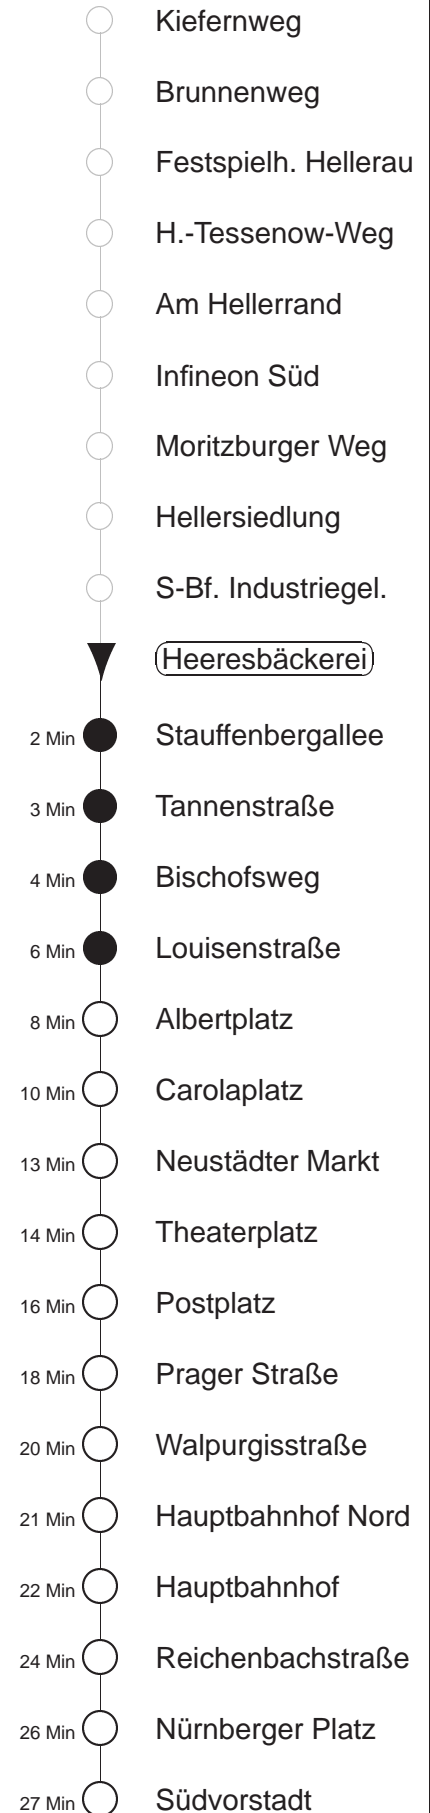 Kiefernweg
Brunnenweg
Festspielh. Hellerau
H.-Tessenow-Weg
Am Hellerrand
Infineon Süd
Moritzburger Weg
Hellersiedlung
S-Bf. Industriegel.
Heeresbäckerei
2 Min Stauffenbergallee
3 Min Tannenstraße
4 Min Bischofsweg
6 Min Louisenstraße
8 Min Albertplatz
10 Min Carolaplatz
13 Min Neustädter Markt
14 Min Theaterplatz
16 Min Postplatz
18 Min Prager Straße
20 Min Walpurgisstraße
21 Min Hauptbahnhof Nord
22 Min Hauptbahnhof
24 Min Reichenbachstraße
26 Min Nürnberger Platz
27 Min Südvorstadt